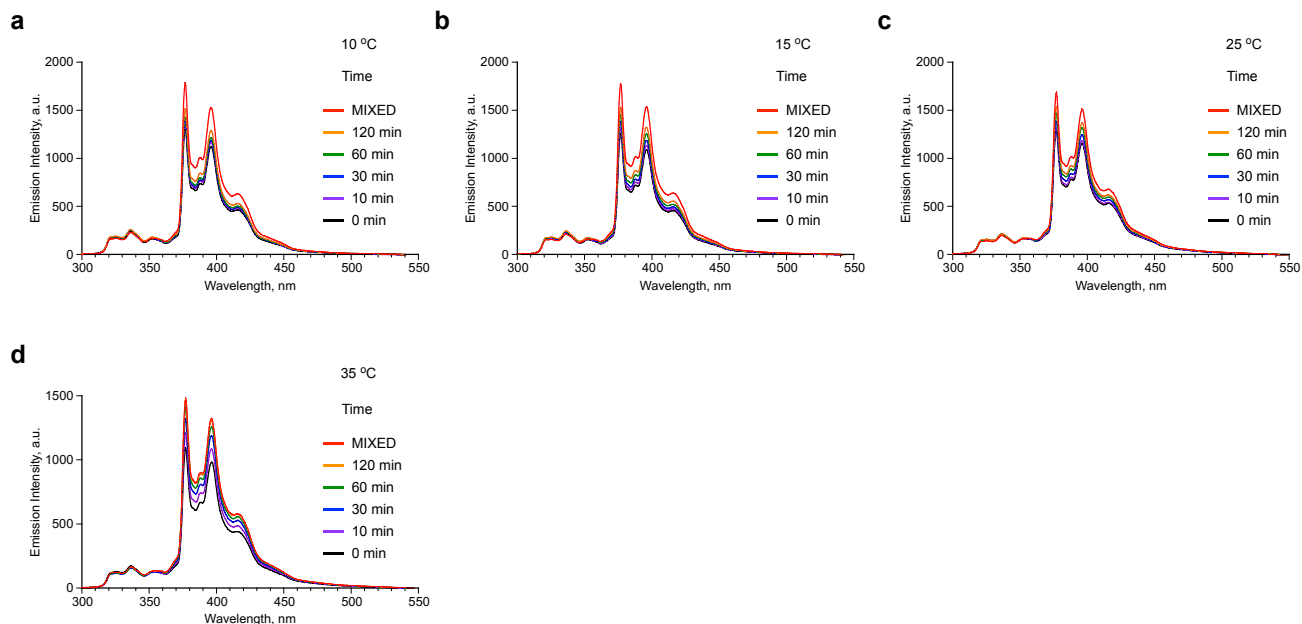 a
10 °C
2000
1500
1000
500
0
Emission Intensity, a.u.
300 350 400 450 500 550
Wavelength, nm
Time
MIXED
120 min
60 min
30 min
10 min
0 min
b
15 °C
2000
1500
1000
500
0
Emission Intensity, a.u.
300 350 400 450 500 550
Wavelength, nm
Time
MIXED
120 min
60 min
30 min
10 min
0 min
c
25 °C
2000
1500
1000
500
0
Emission Intensity, a.u.
300 350 400 450 500 550
Wavelength, nm
Time
MIXED
120 min
60 min
30 min
10 min
0 min
d
35 °C
1500
1000
500
0
Emission Intensity, a.u.
300 350 400 450 500 550
Wavelength, nm
Time
MIXED
120 min
60 min
30 min
10 min
0 min